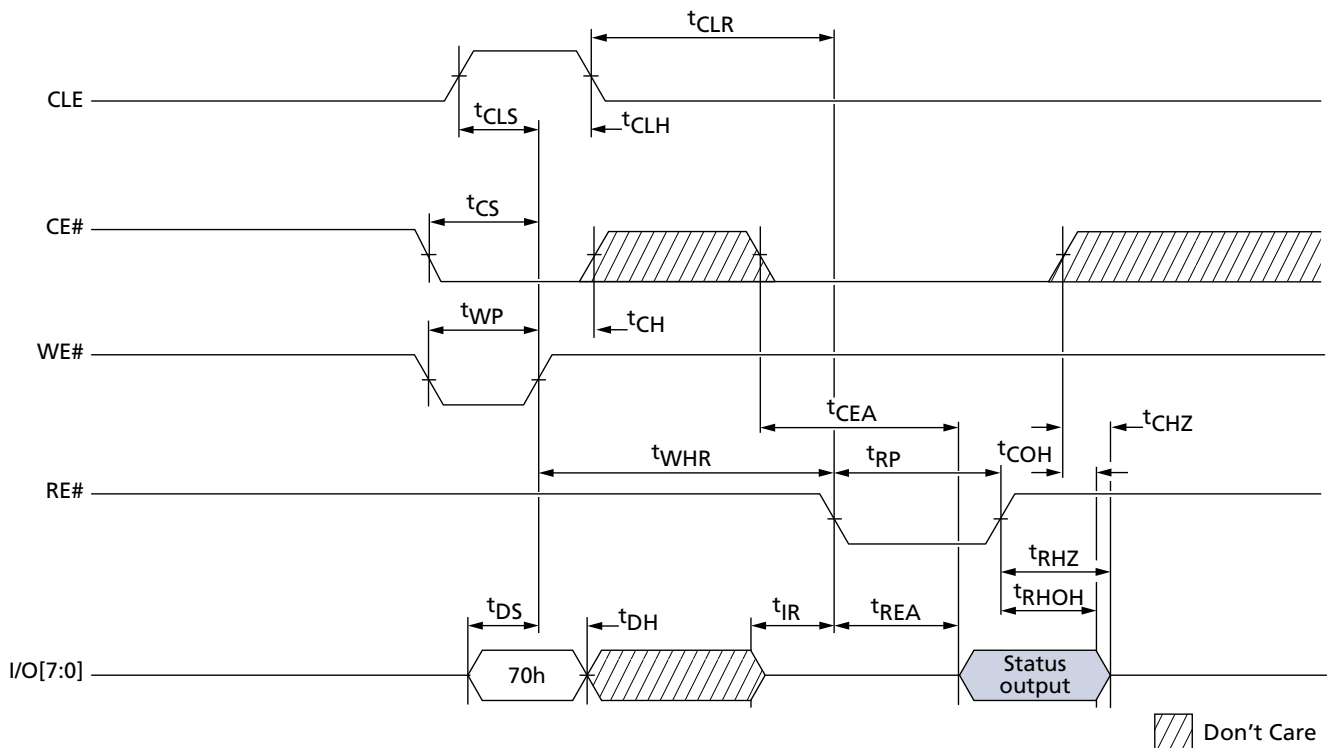 tCLR
CLE
tCLS
tCLH
tCS
CE#
tWP
tCH
WE#
tCEA
tCHZ
tWHR
tRP
tCOH
RE#
tRHZ
tRHOH
tDS
tDH
tIR
tREA
I/O[7:0]
70h
Status
output
Don't Care